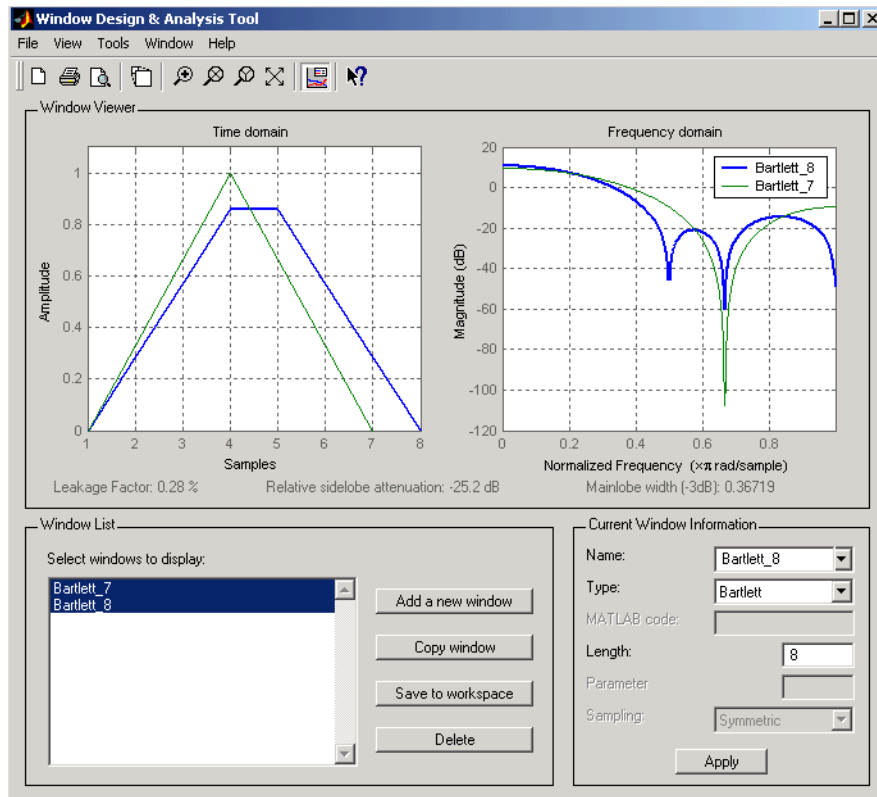 Window Design & Analysis Tool
File View Tools Window Help
Window Viewer
Time domain
Frequency domain
1
0.8
0.6
0.4
0.2
0
Amplitude
1 2 3 4 5 6 7 8
Samples
20
0
-20
-40
-60
-80
-100
-120
Magnitude (dB)
Bartlett_8
Bartlett_7
0 0.2 0.4 0.6 0.8
Normalized Frequency (×π rad/sample)
Leakage Factor: 0.28 % Relative sidelobe attenuation: -25.2 dB Mainlobe width (-3dB): 0.36719
Window List
Select windows to display:
Bartlett_7
Bartlett_8
Add a new window
Copy window
Save to workspace
Delete
Current Window Information
Name: Bartlett_8
Type: Bartlett
MATLAB code:
Length: 8
Parameter
Sampling: Symmetric
Apply